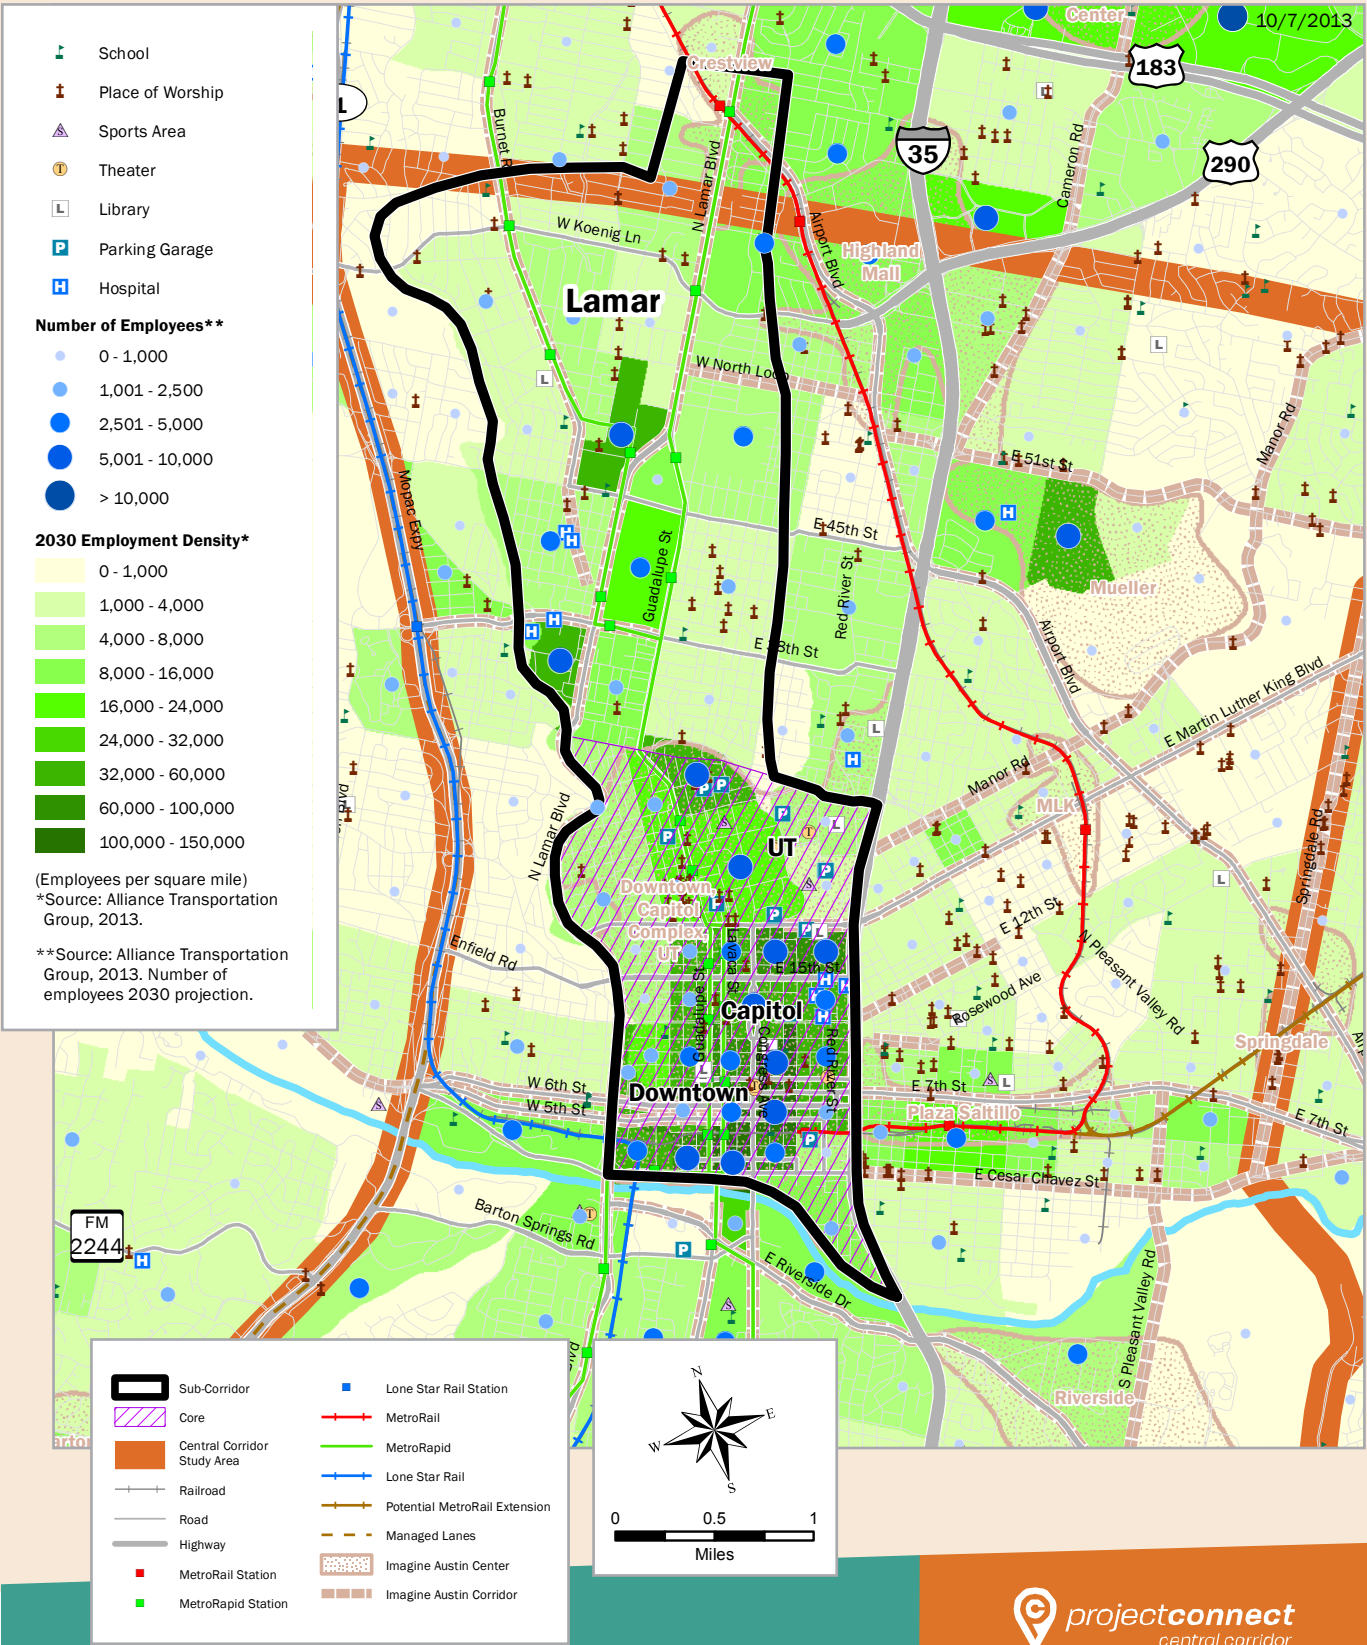 10/7/2013
School
Place of Worship
Sports Area
Theater
Library
Parking Garage
Hospital
Number of Employees**
0 - 1,000
1,001 - 2,500
2,501 - 5,000
5,001 - 10,000
> 10,000
2030 Employment Density*
0 - 1,000
1,000 - 4,000
4,000 - 8,000
8,000 - 16,000
16,000 - 24,000
24,000 - 32,000
32,000 - 60,000
60,000 - 100,000
100,000 - 150,000
(Employees per square mile)
*Source: Alliance Transportation
Group, 2013.
**Source: Alliance Transportation
Group, 2013. Number of
employees 2030 projection.
Center
183
Crestview
35
290
Burnet R
N Lamar Blvd
Cameron Rd
W Koenig Ln
Airport Blvd
Highland
Mall
Lamar
W North Loop
Manor Rd
E 51st St
Mopac Expy
E 45th St
Guadalupe St
Red River St
Mueller
E 38th St
Airport Blvd
E Martin Luther King Blvd
Manor Rd
MLK
N Lamar Blvd
UT
Springdale Rd
Downtown,
Capitol
Complex,
UT
E 12th St
Lavaca St
N Pleasant Valley Rd
Enfield Rd
E 15th St
Guadalupe St
Rosewood Ave
Capitol
Congress Ave
Red River St
Springdale
W 6th St
E 7th St
Downtown
W 5th St
Plaza Saltillo
E 7th St
E Cesar Chavez St
Barton Springs Rd
FM
2244
E Riverside Dr
S Pleasant Valley Rd
Riverside
Sub-Corridor
Core
Central Corridor
Study Area
Railroad
Road
Highway
MetroRail Station
MetroRapid Station
Lone Star Rail Station
MetroRail
MetroRapid
Lone Star Rail
Potential MetroRail Extension
Managed Lanes
Imagine Austin Center
Imagine Austin Corridor
N
E
W
S
0 0.5 1
Miles
projectconnect
central corridor